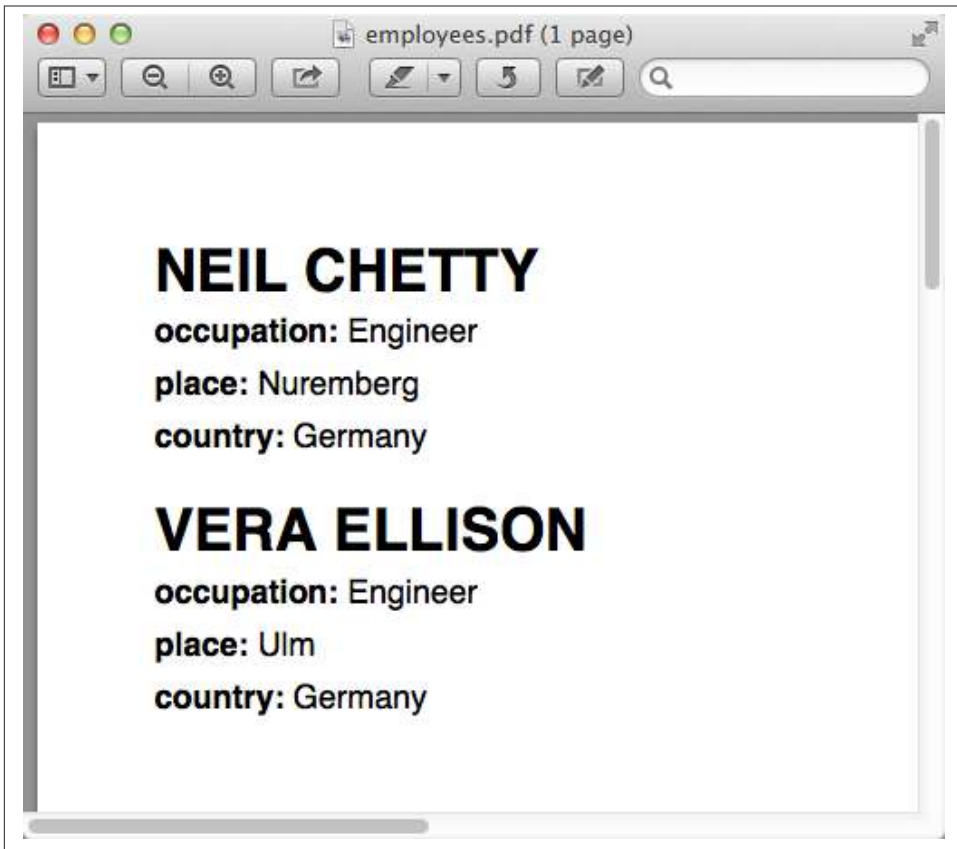 employees.pdf (1 page)
NEIL CHETTY
occupation: Engineer
place: Nuremberg
country: Germany
VERA ELLISON
occupation: Engineer
place: Ulm
country: Germany